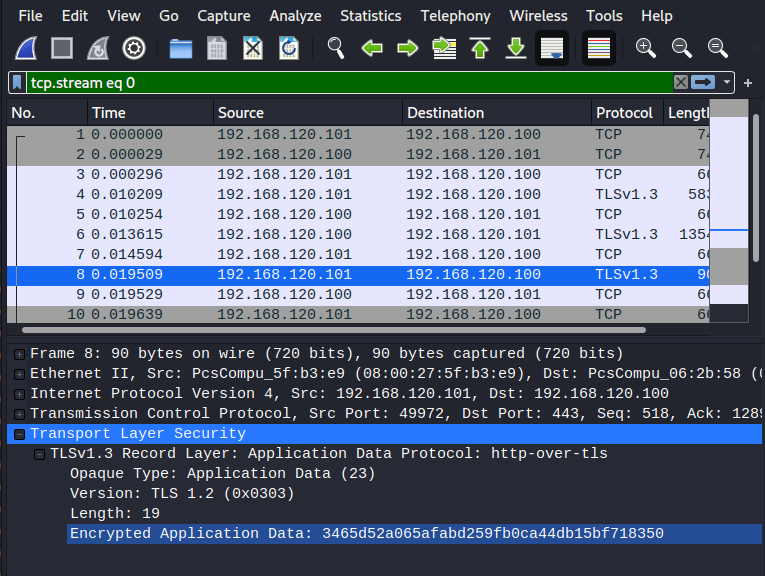 File Edit View Go Capture Analyze Statistics Telephony Wireless Tools Help
tcp.stream eq 0
No. Time Source Destination Protocol Lengt
1 0.000000 192.168.120.101 192.168.120.100 TCP 74
2 0.000029 192.168.120.100 192.168.120.101 TCP 74
3 0.000296 192.168.120.101 192.168.120.100 TCP 66
4 0.010209 192.168.120.101 192.168.120.100 TLSv1.3 583
5 0.010254 192.168.120.100 192.168.120.101 TCP 66
6 0.013615 192.168.120.100 192.168.120.101 TLSv1.3 1354
7 0.014594 192.168.120.101 192.168.120.100 TCP 66
8 0.019509 192.168.120.101 192.168.120.100 TLSv1.3 90
9 0.019529 192.168.120.100 192.168.120.101 TCP 66
10 0.019639 192.168.120.101 192.168.120.100 TCP 66
Frame 8: 90 bytes on wire (720 bits), 90 bytes captured (720 bits)
Ethernet II, Src: PcsCompu_5f:b3:e9 (08:00:27:5f:b3:e9), Dst: PcsCompu_06:2b:58 (0
Internet Protocol Version 4, Src: 192.168.120.101, Dst: 192.168.120.100
Transmission Control Protocol, Src Port: 49972, Dst Port: 443, Seq: 518, Ack: 1289
Transport Layer Security
TLSv1.3 Record Layer: Application Data Protocol: http-over-tls
Opaque Type: Application Data (23)
Version: TLS 1.2 (0x0303)
Length: 19
Encrypted Application Data: 3465d52a065afabd259fb0ca44db15bf718350